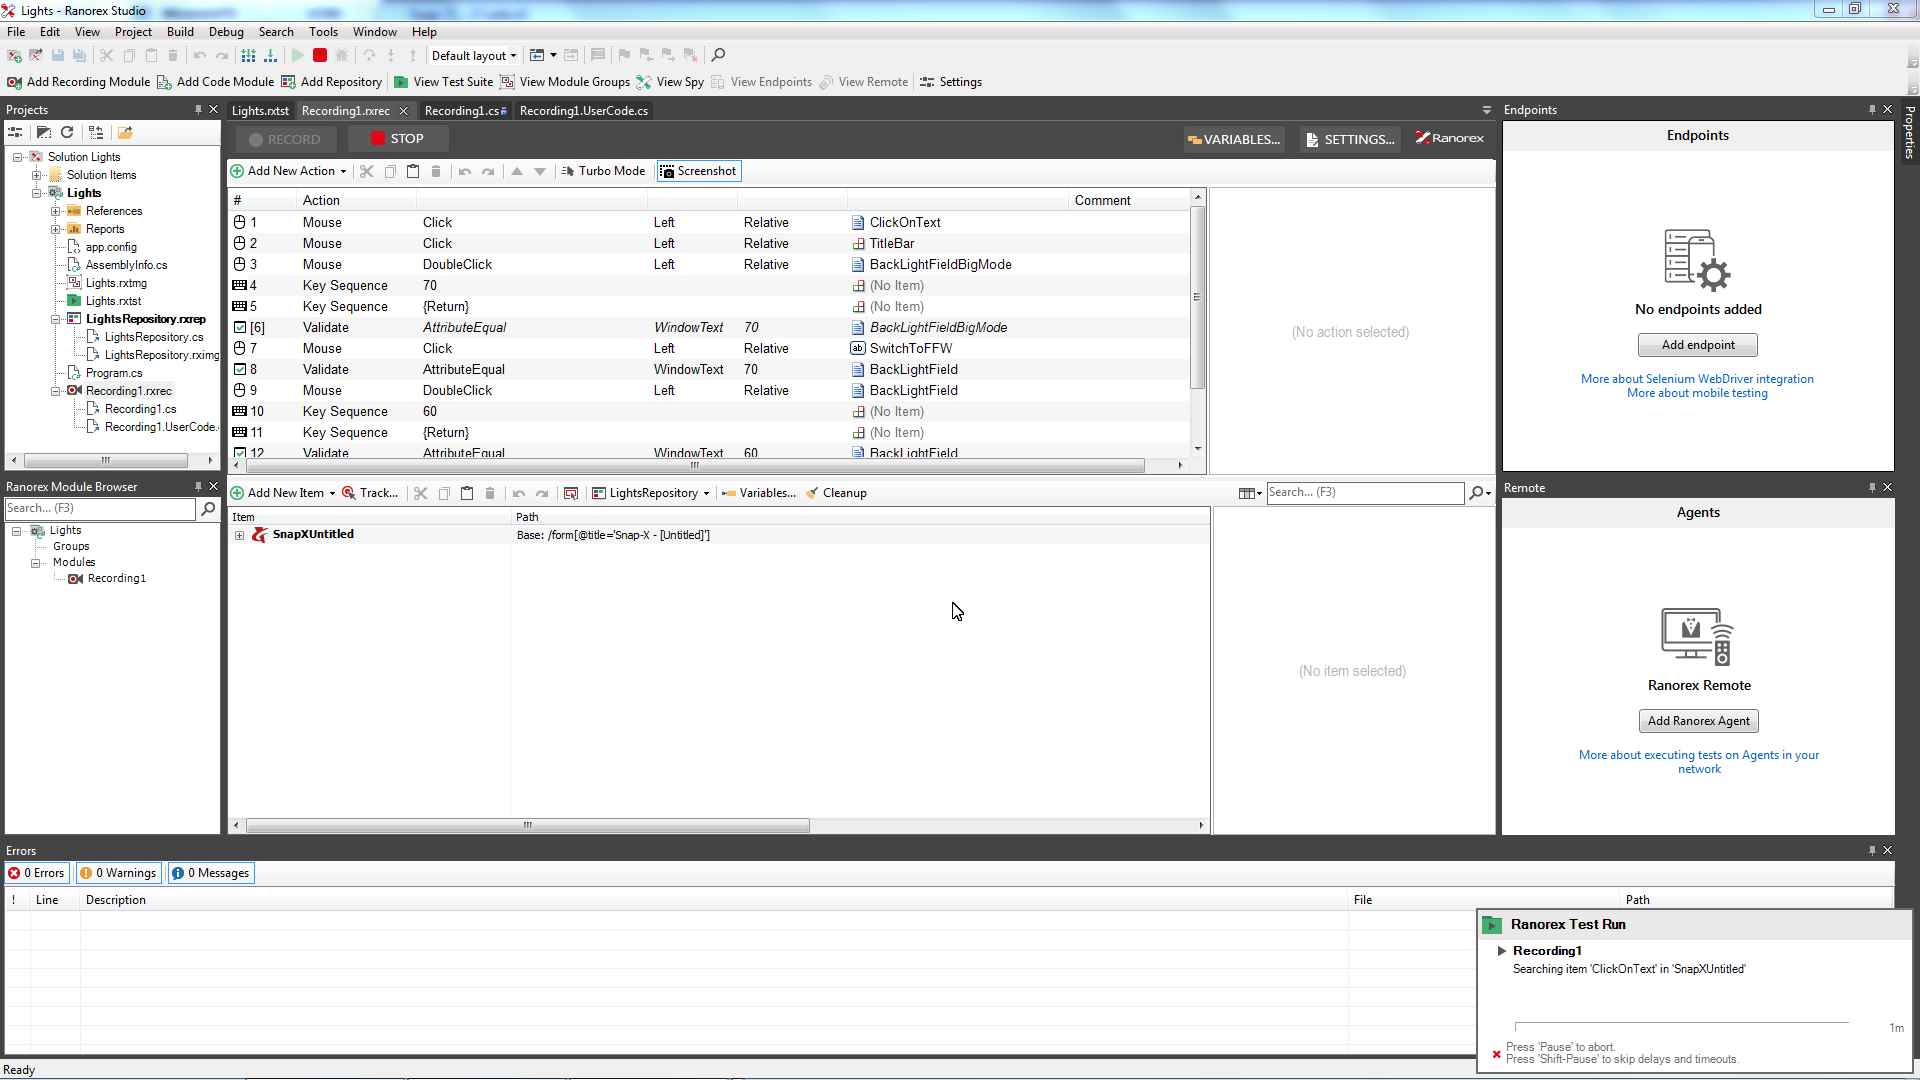 Lights - Ranorex Studio
File Edit View Project Build Debug Search Tools Window Help
Default layout
Add Recording Module Add Code Module Add Repository View Test Suite View Module Groups View Spy View Endpoints View Remote Settings
Projects
Solution Lights
Solution Items
Lights
References
Reports
app.config
AssemblyInfo.cs
Lights.rxtmg
Lights.rxtst
LightsRepository.rxrep
LightsRepository.cs
LightsRepository.rximg
Program.cs
Recording1.rxrec
Recording1.cs
Recording1.UserCode.
Ranorex Module Browser
Search... (F3)
Lights
Groups
Modules
Recording1
Lights.rxtst Recording1.rxrec Recording1.cs Recording1.UserCode.cs
RECORD STOP VARIABLES... SETTINGS... Ranorex
Add New Action Turbo Mode Screenshot
# Action Comment
1 Mouse Click Left Relative ClickOnText
2 Mouse Click Left Relative TitleBar
3 Mouse DoubleClick Left Relative BackLightFieldBigMode
4 Key Sequence 70 (No Item)
5 Key Sequence {Return} (No Item)
[6] Validate AttributeEqual WindowText 70 BackLightFieldBigMode
7 Mouse Click Left Relative SwitchToFFW
8 Validate AttributeEqual WindowText 70 BackLightField
9 Mouse DoubleClick Left Relative BackLightField
10 Key Sequence 60 (No Item)
11 Key Sequence {Return} (No Item)
12 Validate AttributeEqual WindowText 60 BackLightField
(No action selected)
Add New Item Track... LightsRepository Variables... Cleanup Search... (F3)
Item Path
SnapXUntitled Base: /form[@title='Snap-X - [Untitled]']
(No item selected)
Endpoints
Endpoints
No endpoints added
Add endpoint
More about Selenium WebDriver integration
More about mobile testing
Properties
Remote
Agents
Ranorex Remote
Add Ranorex Agent
More about executing tests on Agents in your
network
Errors
0 Errors 0 Warnings 0 Messages
! Line Description File Path
Ranorex Test Run
Recording1
Searching item 'ClickOnText' in 'SnapXUntitled'
1m
Press 'Pause' to abort.
Press 'Shift-Pause' to skip delays and timeouts.
Ready